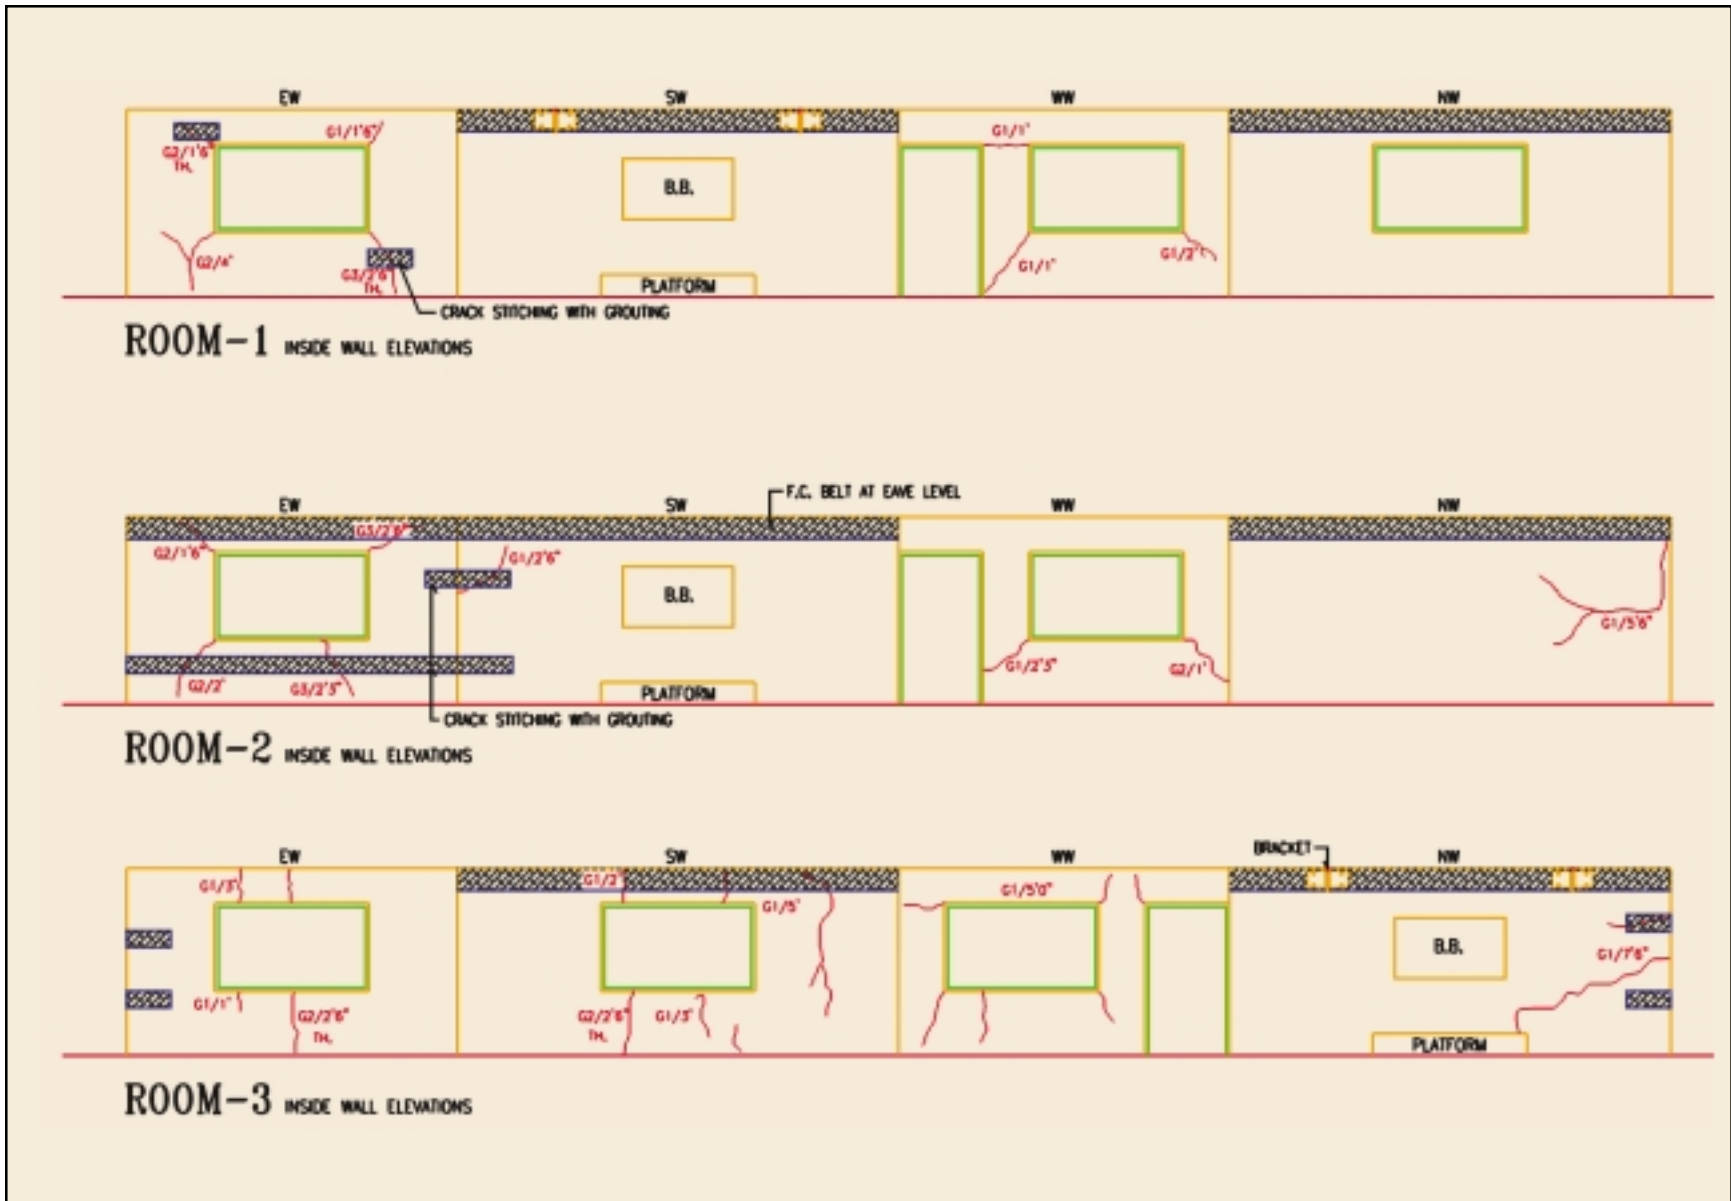 EW SW WW NW
G1/1'6"
G2/1'6"
TH.
G1/1"
B.B.
G2/4"
G3/2'6"
TH.
G1/1"
G1/2'
PLATFORM
CRACK STITCHING WITH GROUTING
ROOM-1 INSIDE WALL ELEVATIONS
F.C. BELT AT EAVE LEVEL
EW SW WW NW
G2/1'6"
G3/2'6"
G1/2'6"
B.B.
G1/5'6"
G2/2'
G3/2'3"
G1/2'3"
G2/1'
PLATFORM
CRACK STITCHING WITH GROUTING
ROOM-2 INSIDE WALL ELEVATIONS
BRACKET
EW SW WW NW
G1/3'
G1/2'
G1/5'
G1/5'0"
B.B.
G1/7'6"
G1/1"
G2/2'6"
TH.
G2/2'6"
TH.
G1/3'
PLATFORM
ROOM-3 INSIDE WALL ELEVATIONS